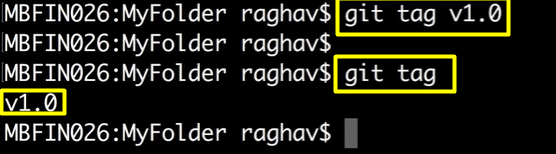 MBFIN026:MyFolder raghav$ git tag v1.0
MBFIN026:MyFolder raghav$
MBFIN026:MyFolder raghav$ git tag
v1.0
MBFIN026:MyFolder raghav$